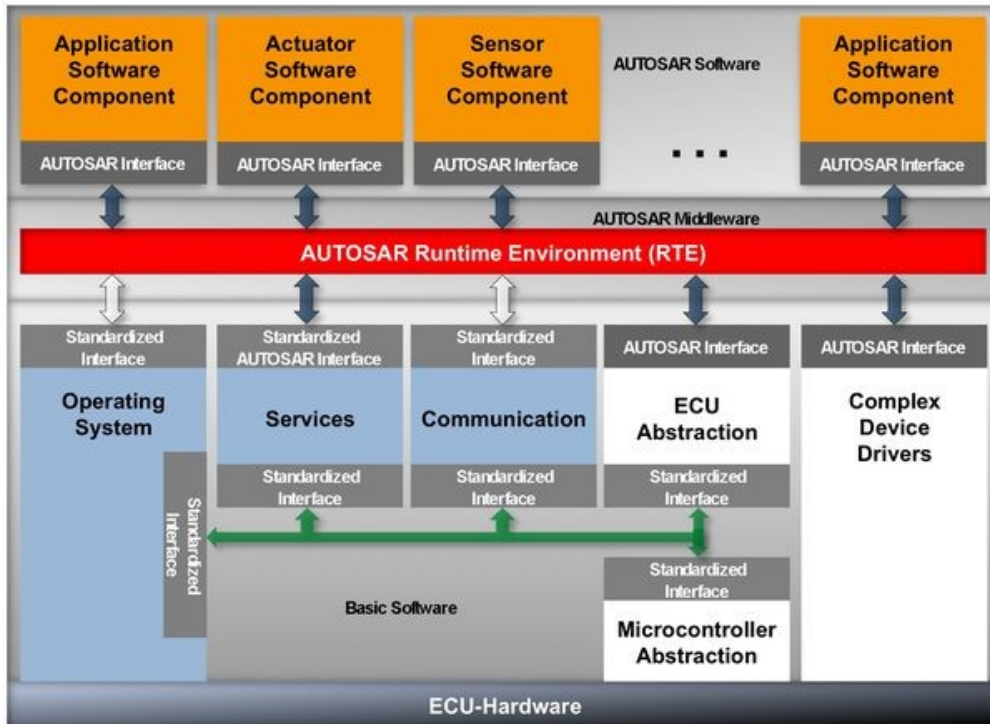 Application
Software
Component
AUTOSAR Interface
Actuator
Software
Component
AUTOSAR Interface
Sensor
Software
Component
AUTOSAR Interface
AUTOSAR Software
. . .
Application
Software
Component
AUTOSAR Interface
AUTOSAR Middleware
AUTOSAR Runtime Environment (RTE)
Standardized
Interface
Operating
System
Standardized
Interface
Standardized
AUTOSAR Interface
Services
Standardized
Interface
Standardized
Interface
Communication
Standardized
Interface
AUTOSAR Interface
ECU
Abstraction
Standardized
Interface
AUTOSAR Interface
Complex
Device
Drivers
Basic Software
Standardized
Interface
Microcontroller
Abstraction
ECU-Hardware